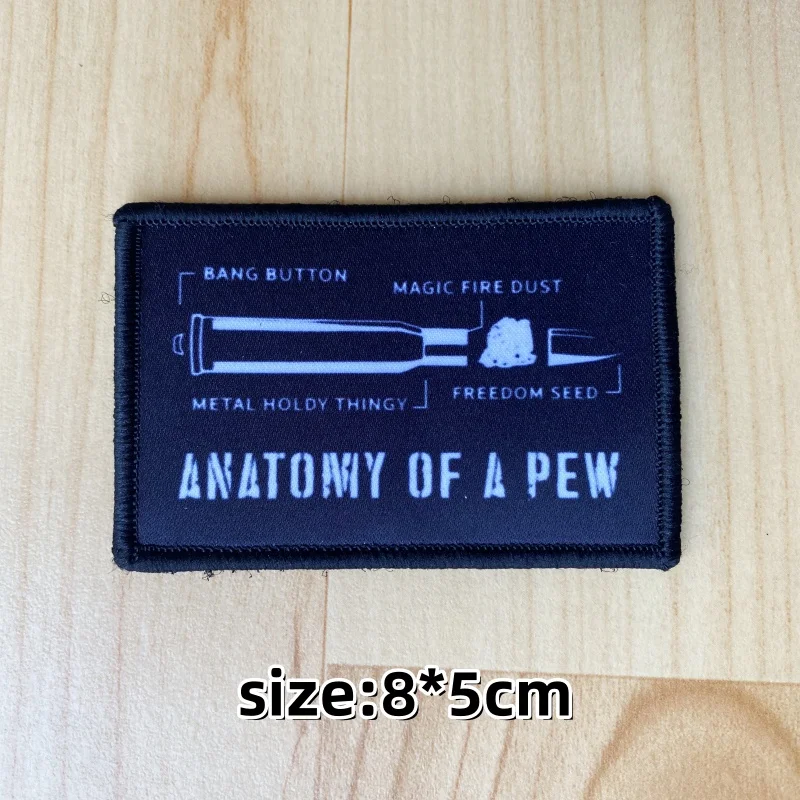 BANG BUTTON
MAGIC FIRE DUST
METAL HOLDY THINGY
FREEDOM SEED
ANATOMY OF A PEW
size:8*5cm